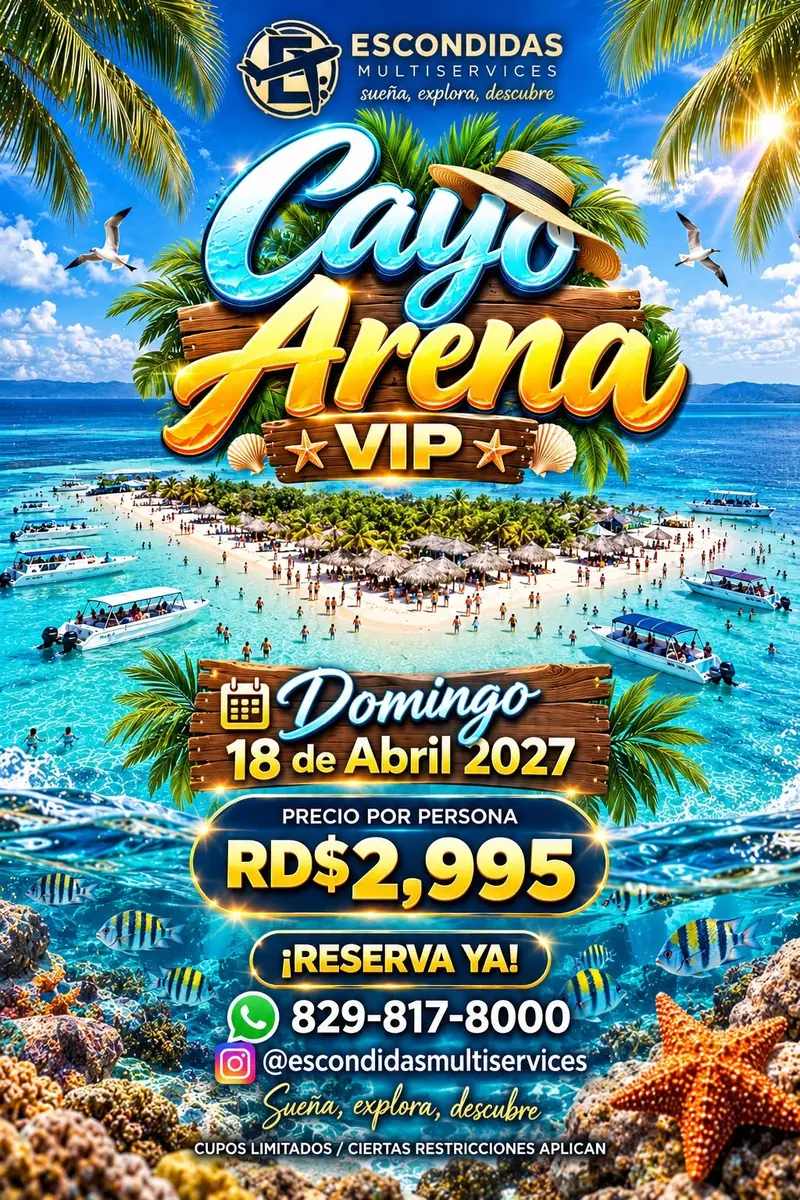 ESCONDIDAS
MULTISERVICES
sueña, explora, descubre
Cayo
Arena
VIP
Domingo
18 de Abril 2027
PRECIO POR PERSONA
RD$2,995
¡RESERVA YA!
829-817-8000
@escondidasmultiservices
Sueña, explora, descubre
CUPOS LIMITADOS / CIERTAS RESTRICCIONES APLICAN